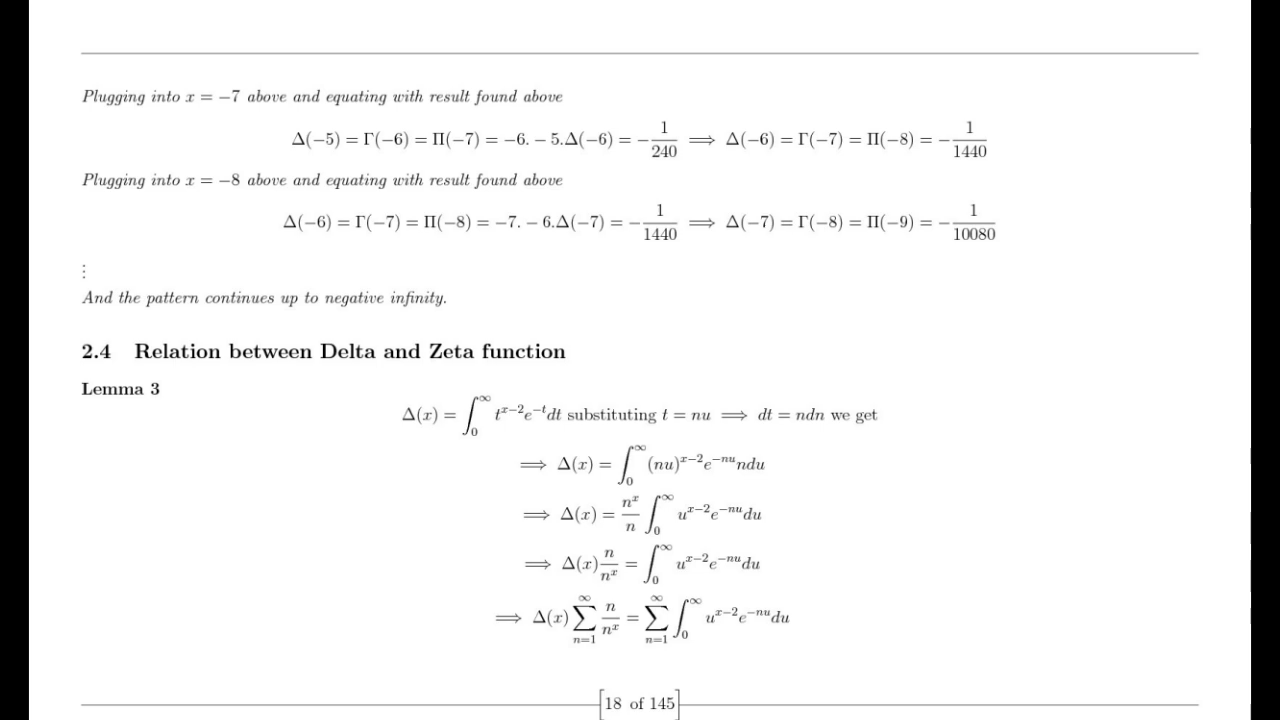 Plugging into x = −7 above and equating with result found above
Δ(−5) = Γ(−6) = Π(−7) = −6. − 5.Δ(−6) = −1/240 ⟹ Δ(−6) = Γ(−7) = Π(−8) = −1/1440
Plugging into x = −8 above and equating with result found above
Δ(−6) = Γ(−7) = Π(−8) = −7. − 6.Δ(−7) = −1/1440 ⟹ Δ(−7) = Γ(−8) = Π(−9) = −1/10080
⋮
And the pattern continues up to negative infinity.
2.4 Relation between Delta and Zeta function
Lemma 3
Δ(x) = ∫₀^∞ t^{x−2}e^{−t}dt substituting t = nu ⟹ dt = ndn we get
⟹ Δ(x) = ∫₀^∞ (nu)^{x−2}e^{−nu}ndu
⟹ Δ(x) = n^x/n ∫₀^∞ u^{x−2}e^{−nu}du
⟹ Δ(x) n/n^x = ∫₀^∞ u^{x−2}e^{−nu}du
⟹ Δ(x) ∑_{n=1}^∞ n/n^x = ∑_{n=1}^∞ ∫₀^∞ u^{x−2}e^{−nu}du
[18 of 145]